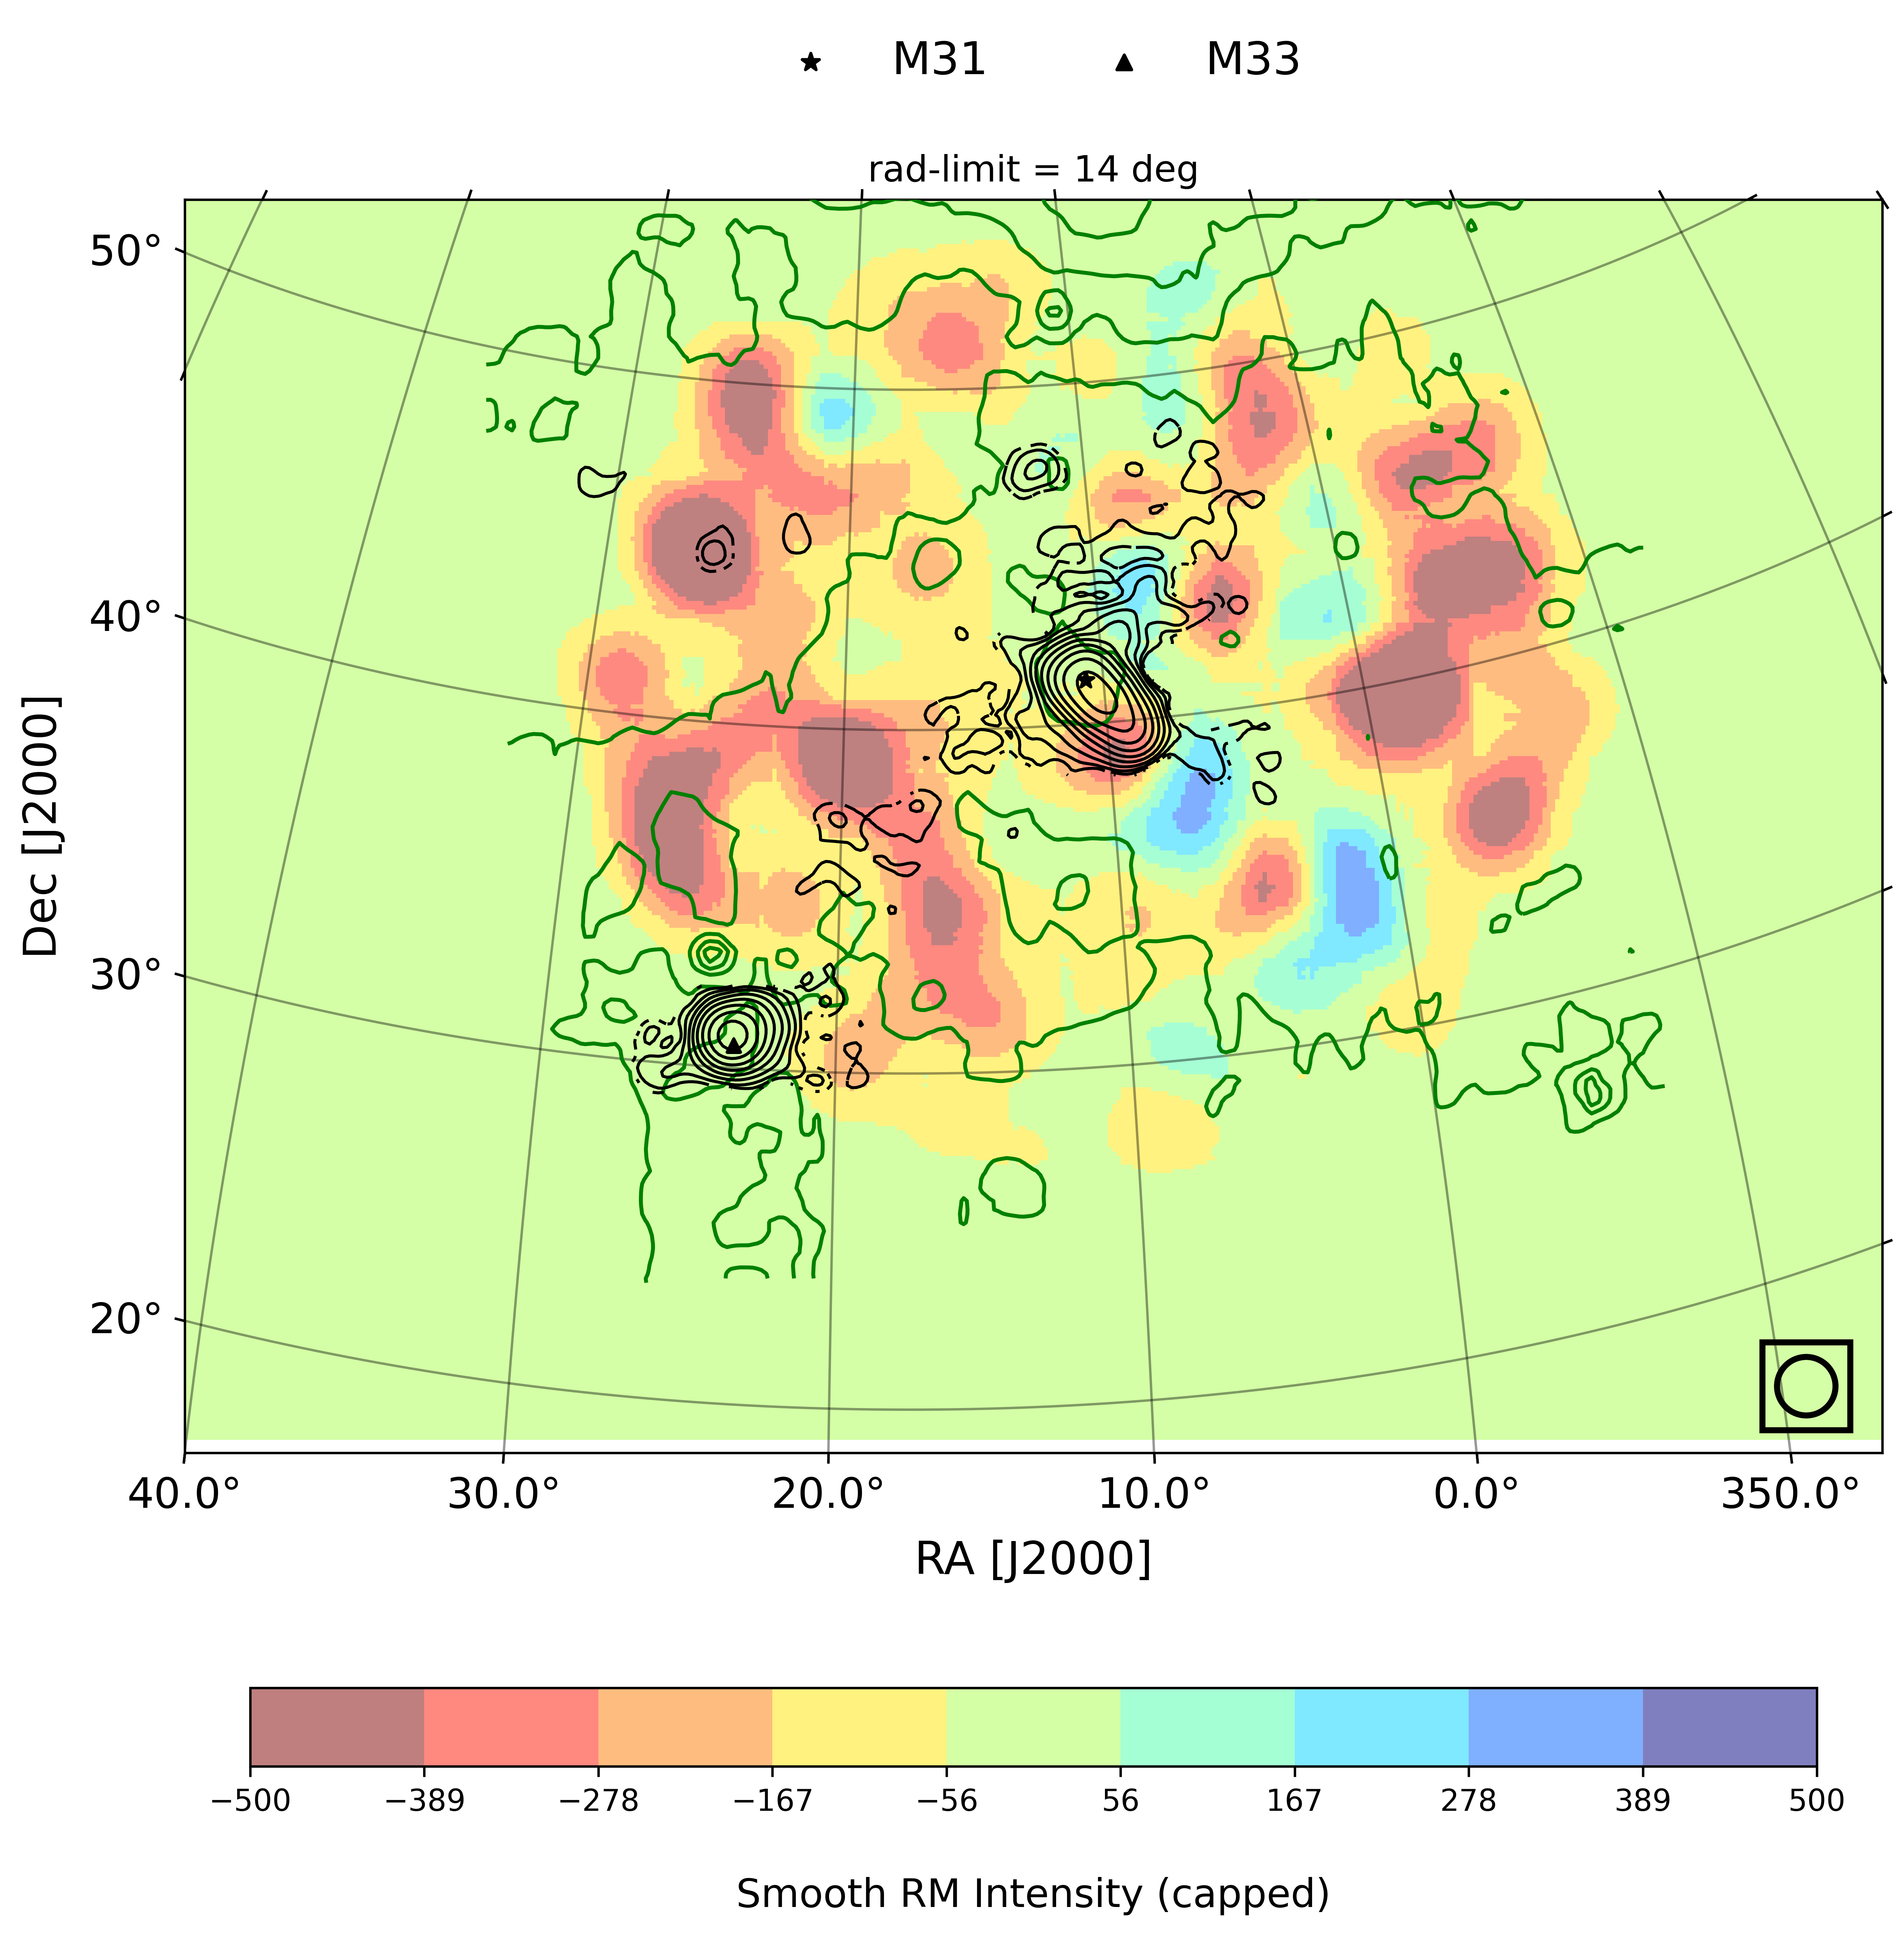 M31 M33
rad-limit = 14 deg
50°
40°
30°
20°
Dec [J2000]
40.0° 30.0° 20.0° 10.0° 0.0° 350.0°
RA [J2000]
−500 −389 −278 −167 −56 56 167 278 389 500
Smooth RM Intensity (capped)